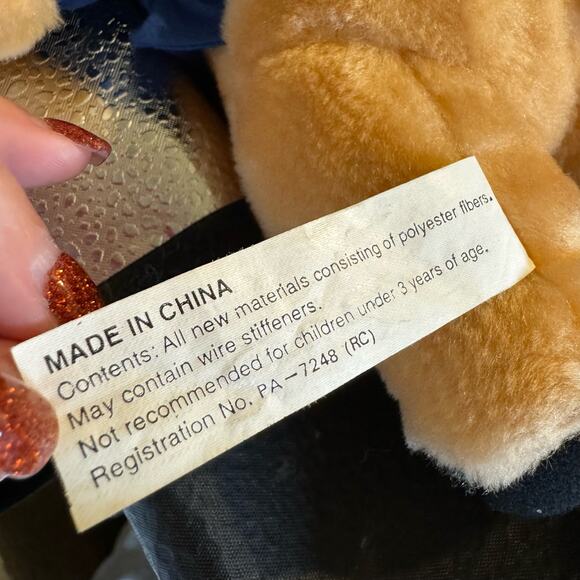 MADE IN CHINA
Contents: All new materials consisting of polyester fibers.
May contain wire stiffeners.
Not recommended for children under 3 years of age.
Registration No. PA-7248 (RC)